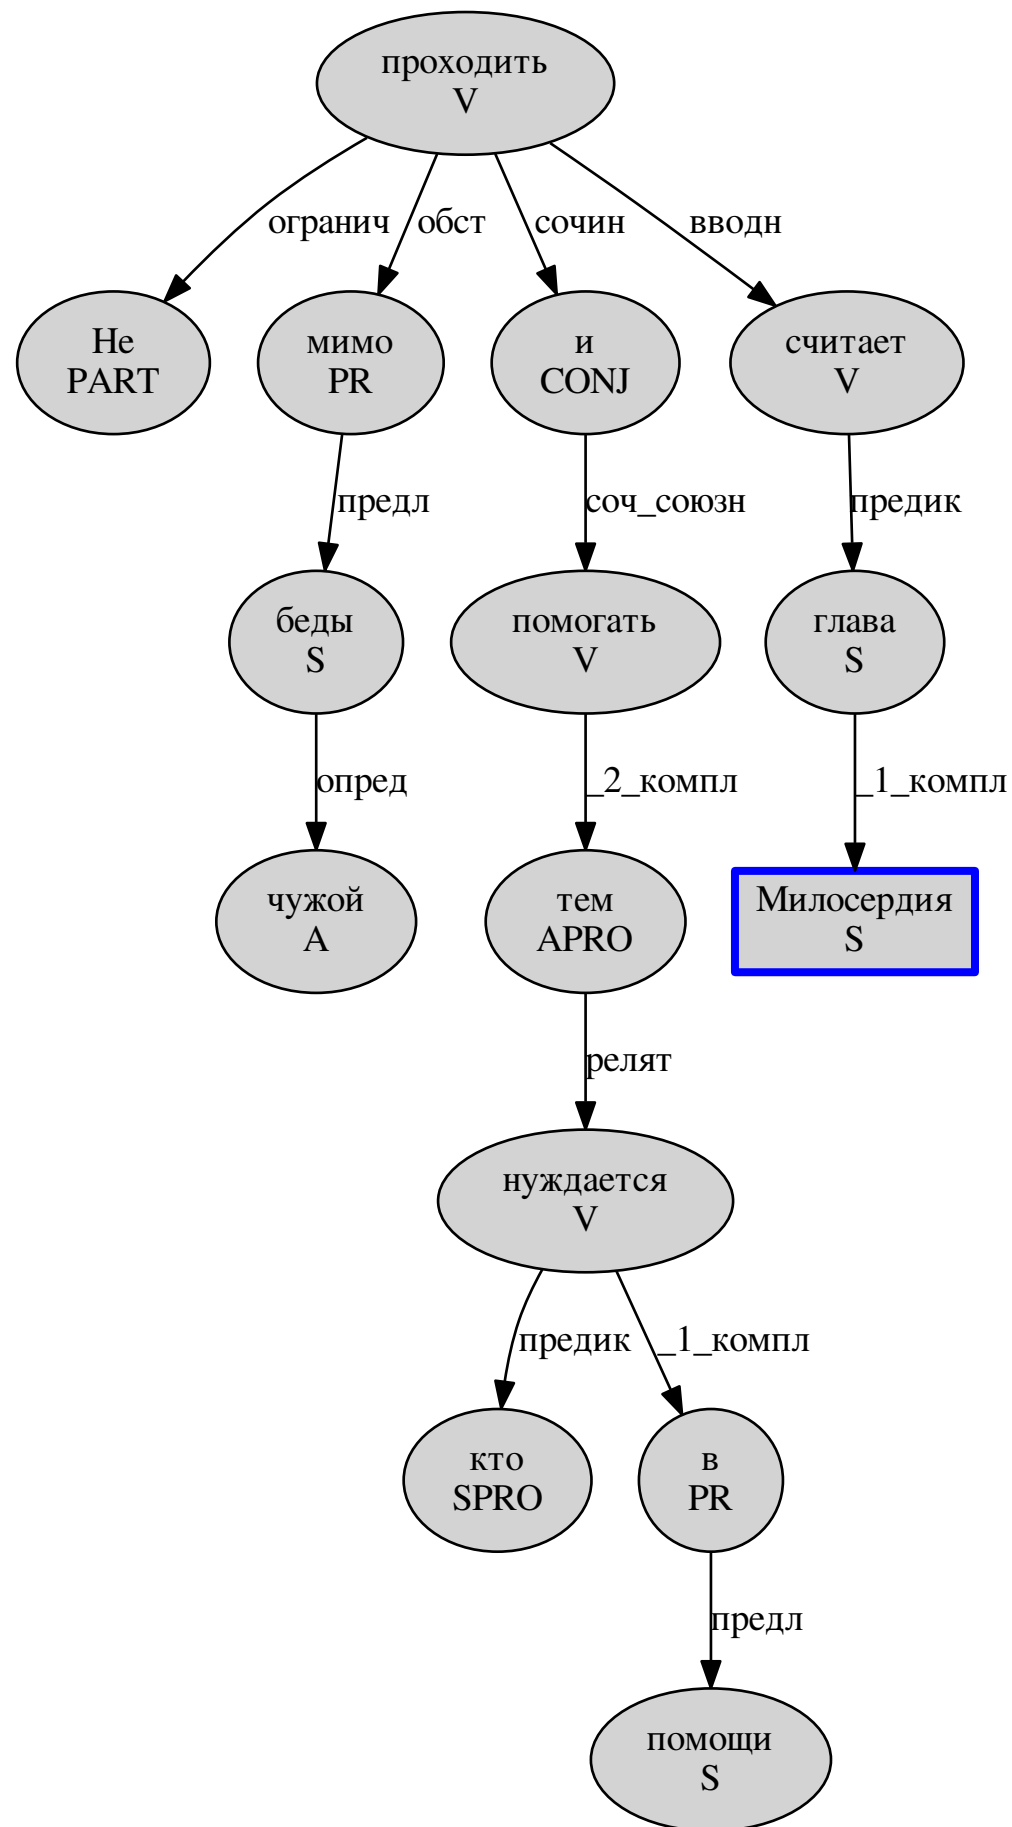 проходить
V
огранич
обст
сочин
вводн
Не
PART
мимо
PR
и
CONJ
считает
V
предл
соч_союзн
предик
беды
S
помогать
V
глава
S
опред
_2_компл
_1_компл
чужой
A
тем
APRO
Милосердия
S
релят
нуждается
V
предик
_1_компл
кто
SPRO
в
PR
предл
помощи
S